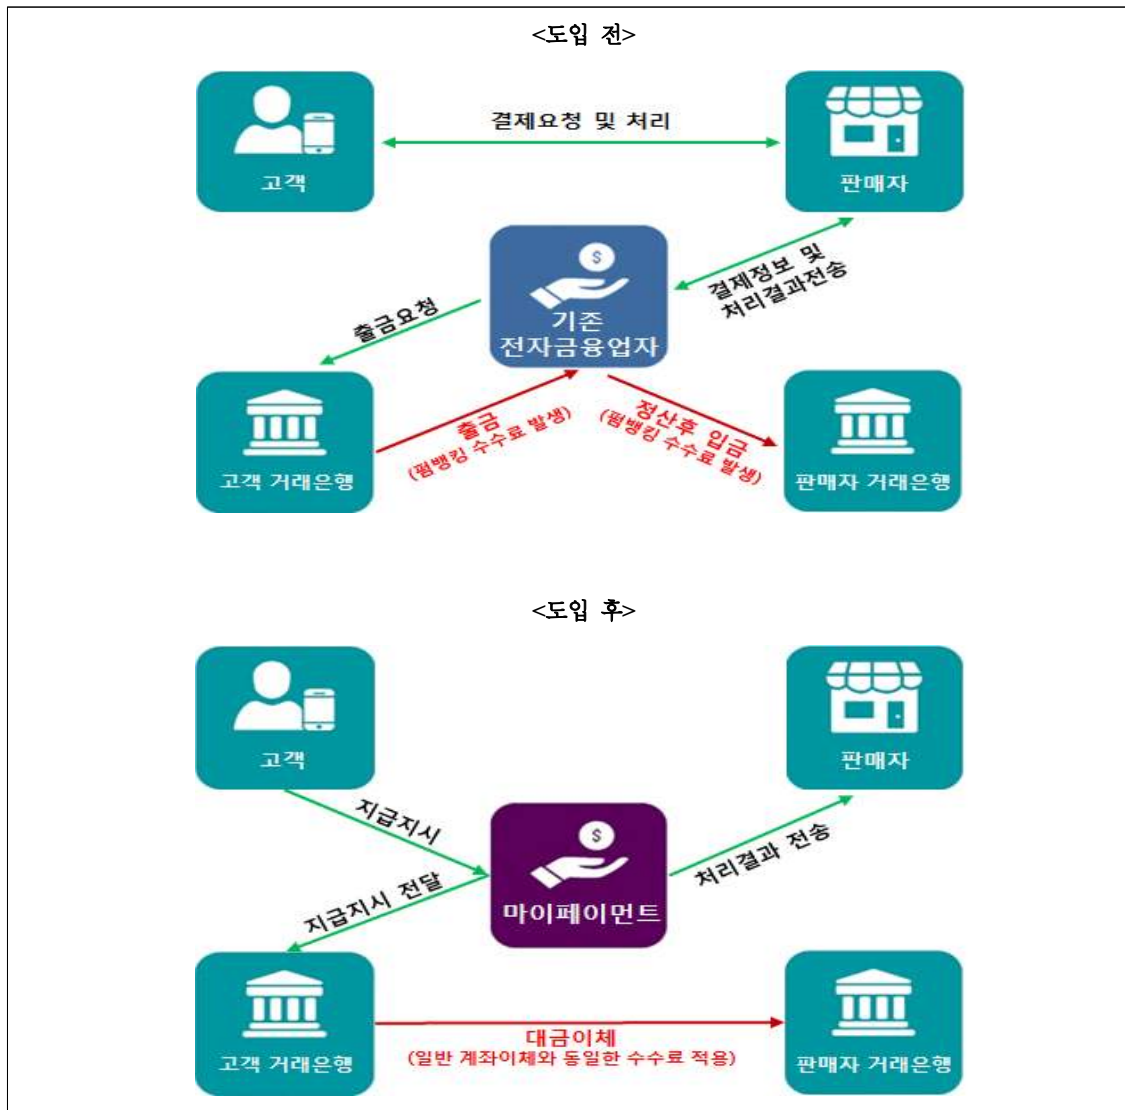 <도입 전>
고객
결제요청 및 처리
판매자
기존
전자금융업자
결제정보 및
처리결과전송
출금요청
고객 거래은행
출금
(펌뱅킹 수수료 발생)
정산후 입금
(펌뱅킹 수수료 발생)
판매자 거래은행
<도입 후>
고객
판매자
지급지시
마이페이먼트
처리결과 전송
지급지시 전달
고객 거래은행
대금이체
(일반 계좌이체와 동일한 수수료 적용)
판매자 거래은행